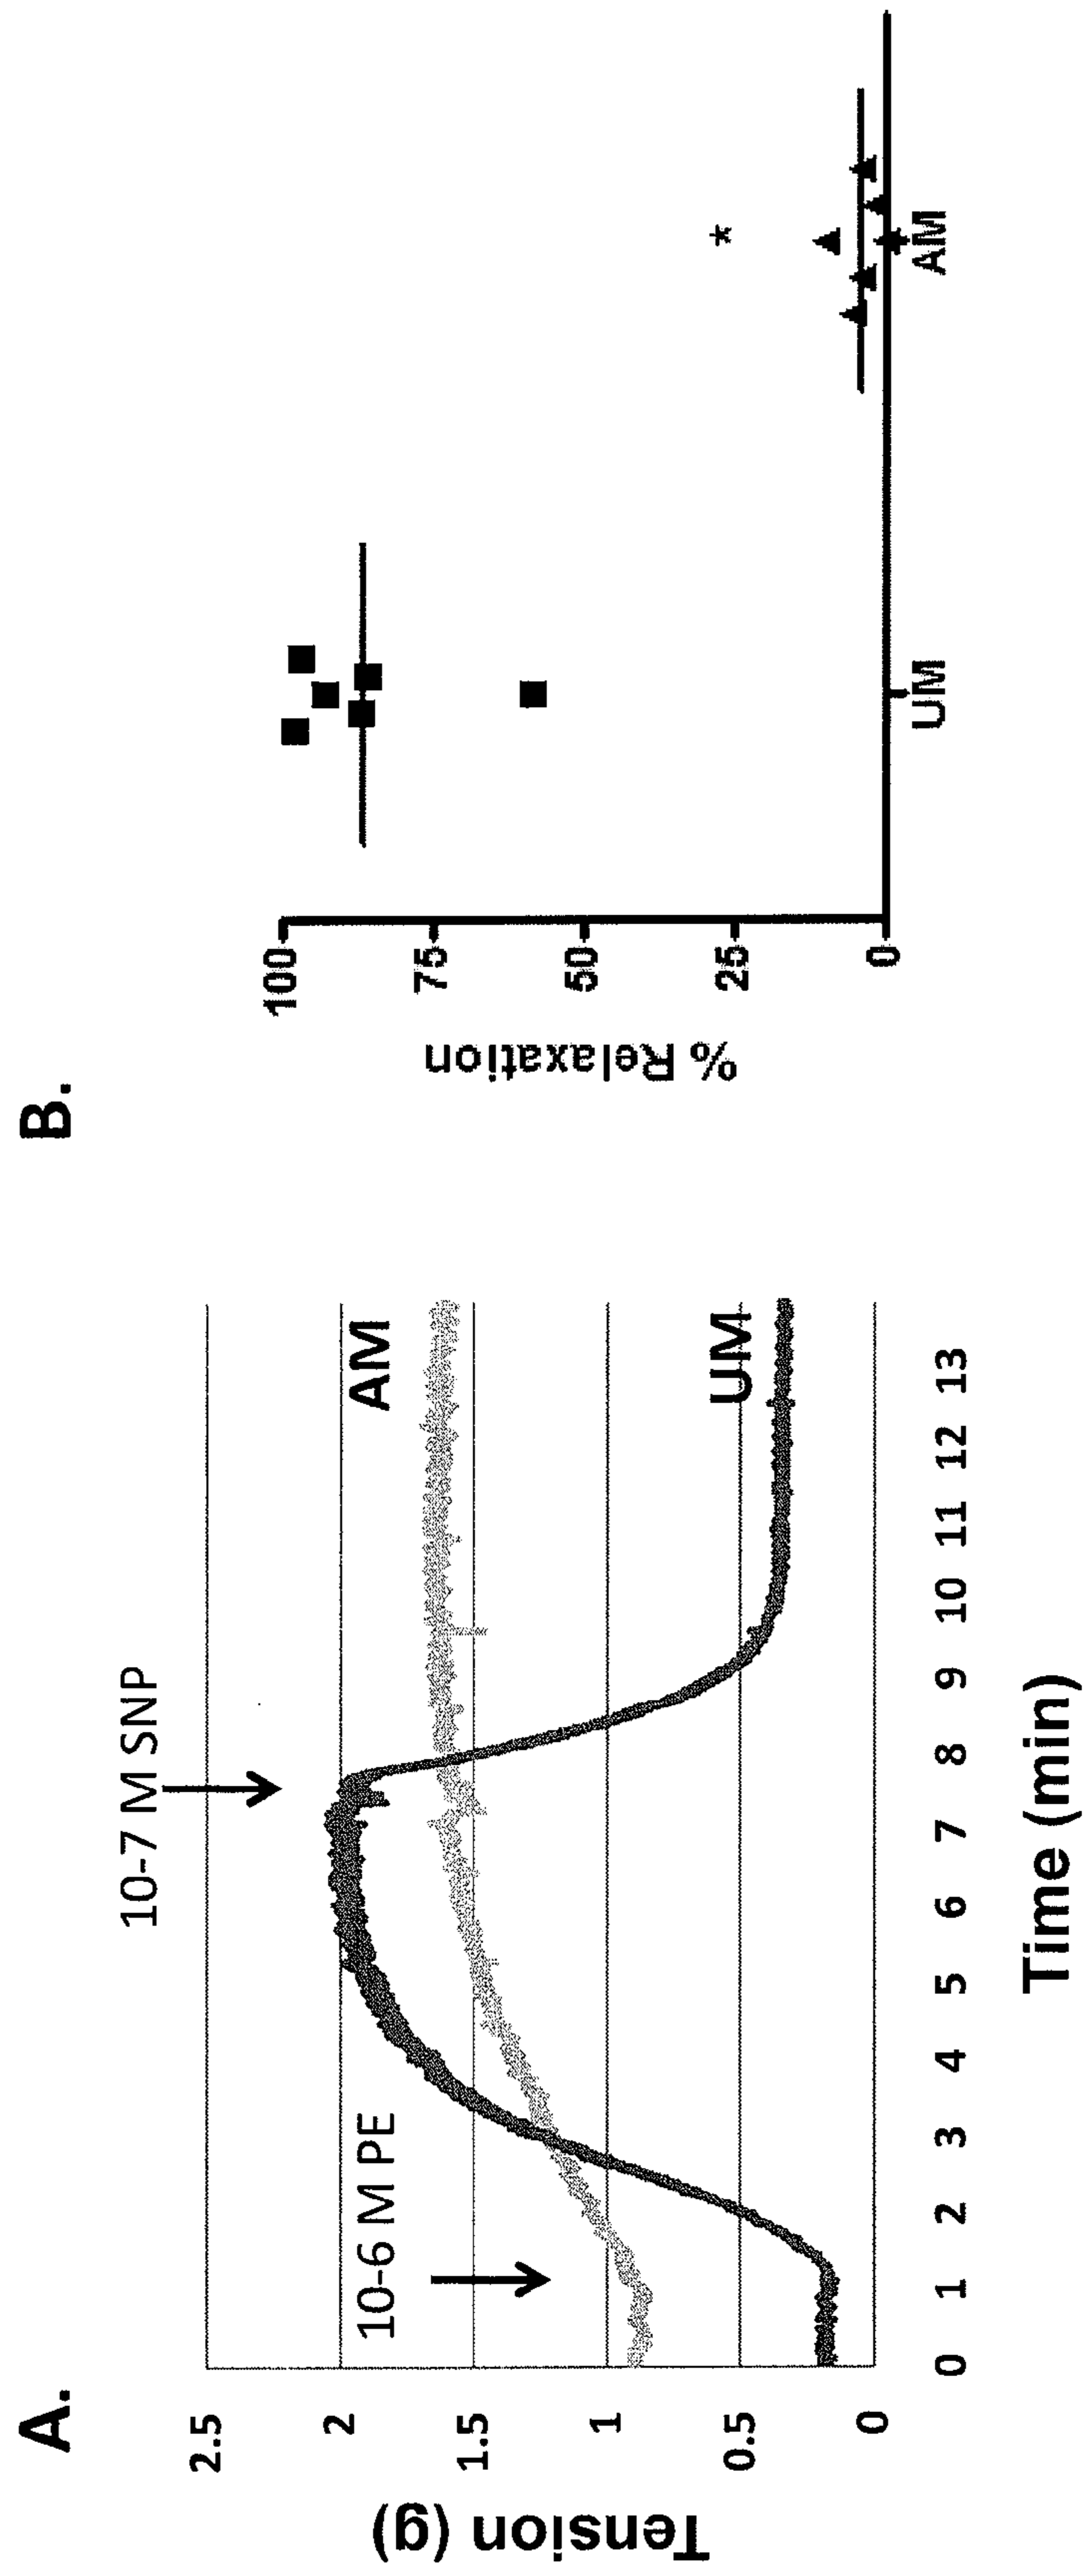 A.
Tension (g)
2.5
2
1.5
1
0.5
0
10-6 M PE
10-7 M SNP
AM
UM
0 1 2 3 4 5 6 7 8 9 10 11 12 13
Time (min)
B.
% Relaxation
100
75
50
25
0
*
UM AM